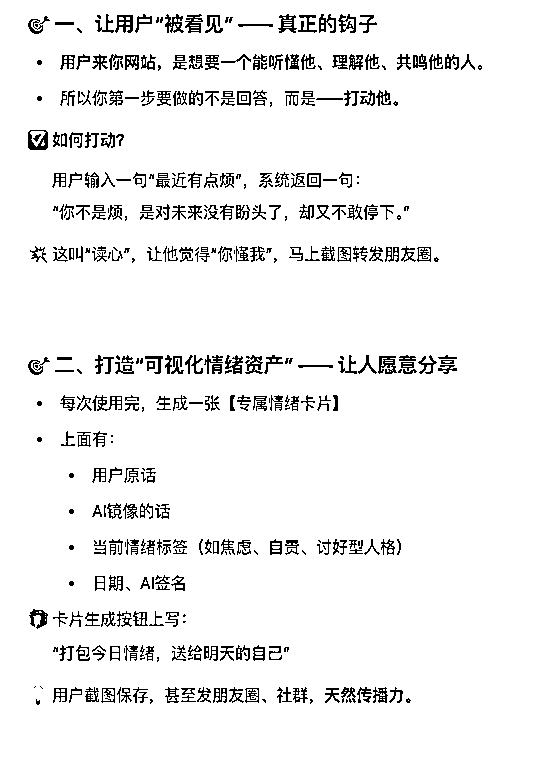 🎯 一、让用户“被看见” —— 真正的钩子
• 用户来你网站，是想要一个能听懂他、理解他、共鸣他的人。
• 所以你第一步要做的不是回答，而是——打动他。
✅ 如何打动？
用户输入一句“最近有点烦”，系统返回一句：
“你不是烦，是对未来没有盼头了，却又不敢停下。”
💥 这叫“读心”，让他觉得“你懂我”，马上截图转发朋友圈。
🎯 二、打造“可视化情绪资产” —— 让人愿意分享
• 每次使用完，生成一张【专属情绪卡片】
• 上面有：
• 用户原话
• AI镜像的话
• 当前情绪标签（如焦虑、自责、讨好型人格）
• 日期、AI签名
卡片生成按钮上写：
“打包今日情绪，送给明天的自己”
用户截图保存，甚至发朋友圈、社群，天然传播力。